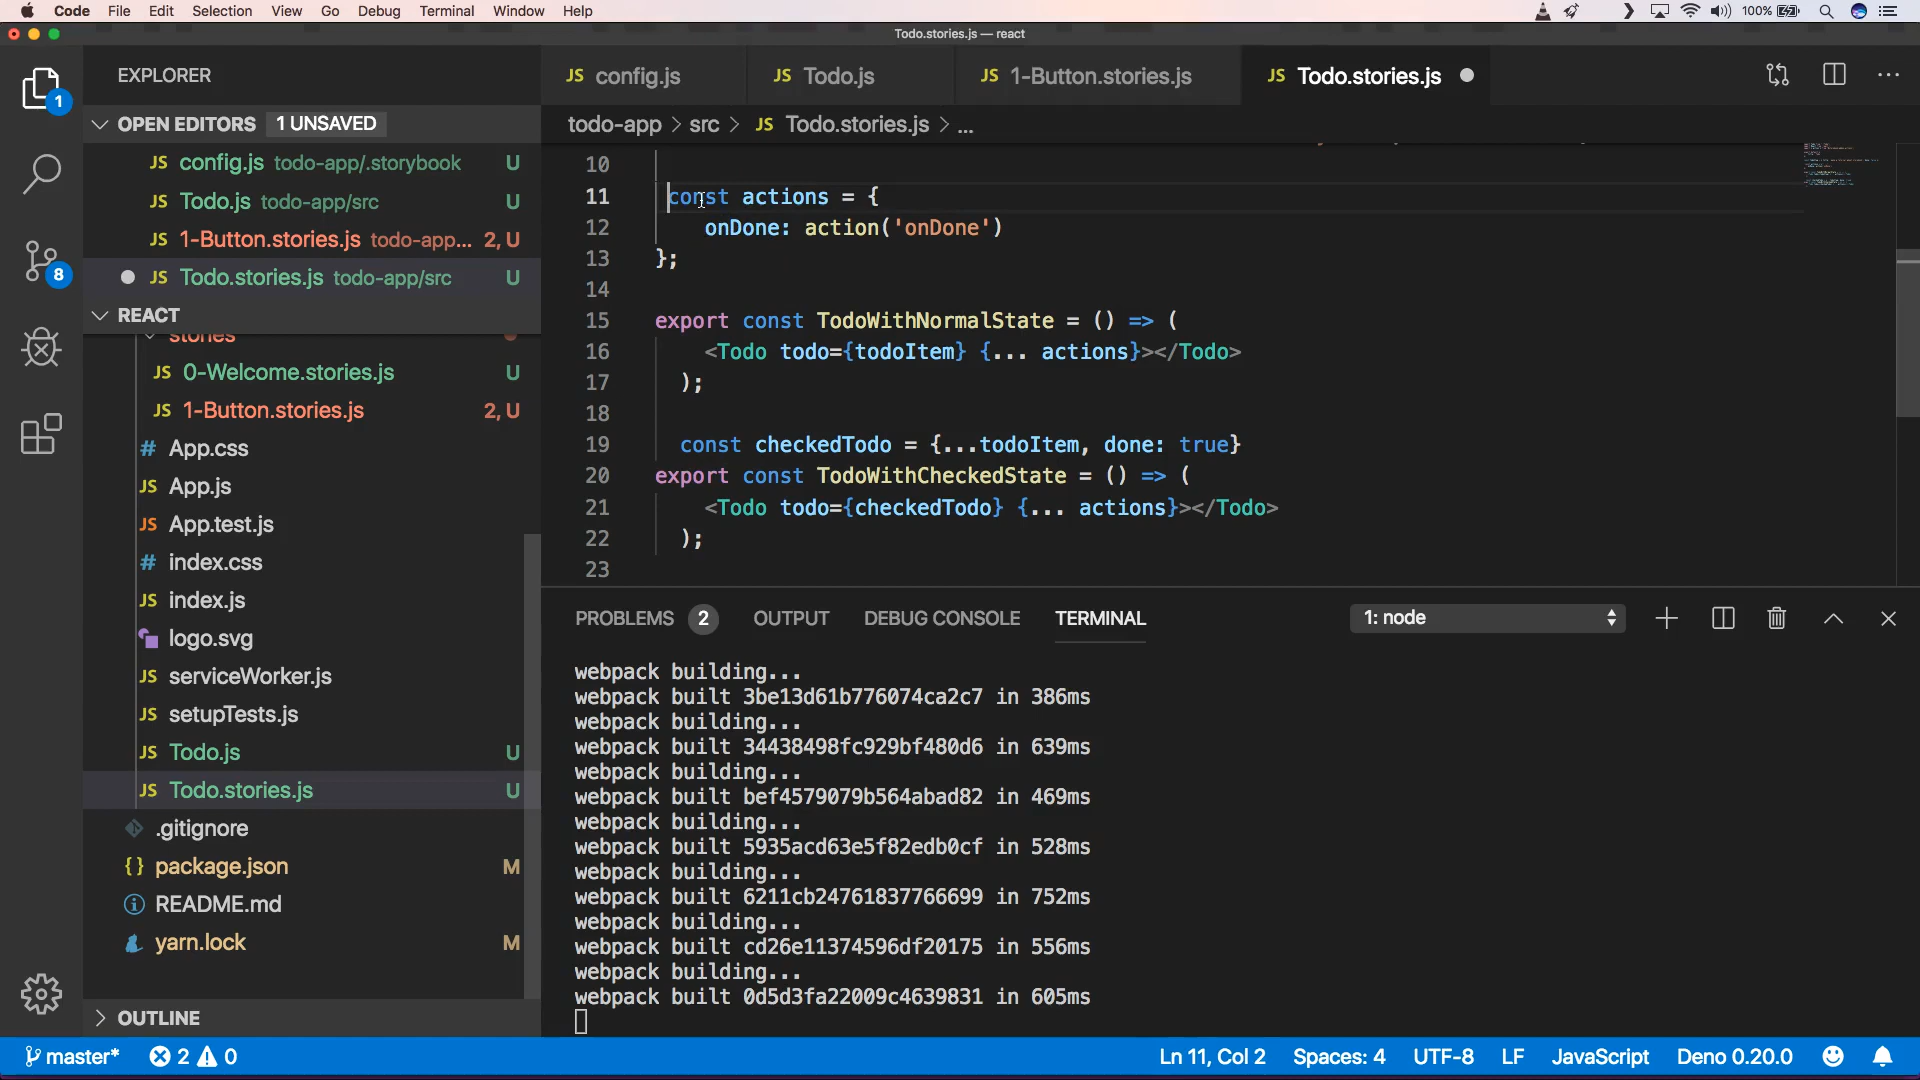 Code File Edit Selection View Go Debug Terminal Window Help 100%
Todo.stories.js — react
EXPLORER
1
OPEN EDITORS 1 UNSAVED
JS config.js todo-app/.storybook U
JS Todo.js todo-app/src U
JS 1-Button.stories.js todo-app... 2, U
JS Todo.stories.js todo-app/src U
8
REACT
stories
JS 0-Welcome.stories.js U
JS 1-Button.stories.js 2, U
# App.css
JS App.js
JS App.test.js
# index.css
JS index.js
logo.svg
JS serviceWorker.js
JS setupTests.js
JS Todo.js U
JS Todo.stories.js U
.gitignore
{} package.json M
README.md
yarn.lock M
OUTLINE
JS config.js JS Todo.js JS 1-Button.stories.js JS Todo.stories.js
todo-app > src > JS Todo.stories.js > ...
10
11 const actions = {
12 onDone: action('onDone')
13 };
14
15 export const TodoWithNormalState = () => (
16 <Todo todo={todoItem} {... actions}></Todo>
17 );
18
19 const checkedTodo = {...todoItem, done: true}
20 export const TodoWithCheckedState = () => (
21 <Todo todo={checkedTodo} {... actions}></Todo>
22 );
23
PROBLEMS 2 OUTPUT DEBUG CONSOLE TERMINAL 1: node
webpack building...
webpack built 3be13d61b776074ca2c7 in 386ms
webpack building...
webpack built 34438498fc929bf480d6 in 639ms
webpack building...
webpack built bef4579079b564abad82 in 469ms
webpack building...
webpack built 5935acd63e5f82edb0cf in 528ms
webpack building...
webpack built 6211cb24761837766699 in 752ms
webpack building...
webpack built cd26e11374596df20175 in 556ms
webpack building...
webpack built 0d5d3fa22009c4639831 in 605ms
master* 2 0 Ln 11, Col 2 Spaces: 4 UTF-8 LF JavaScript Deno 0.20.0